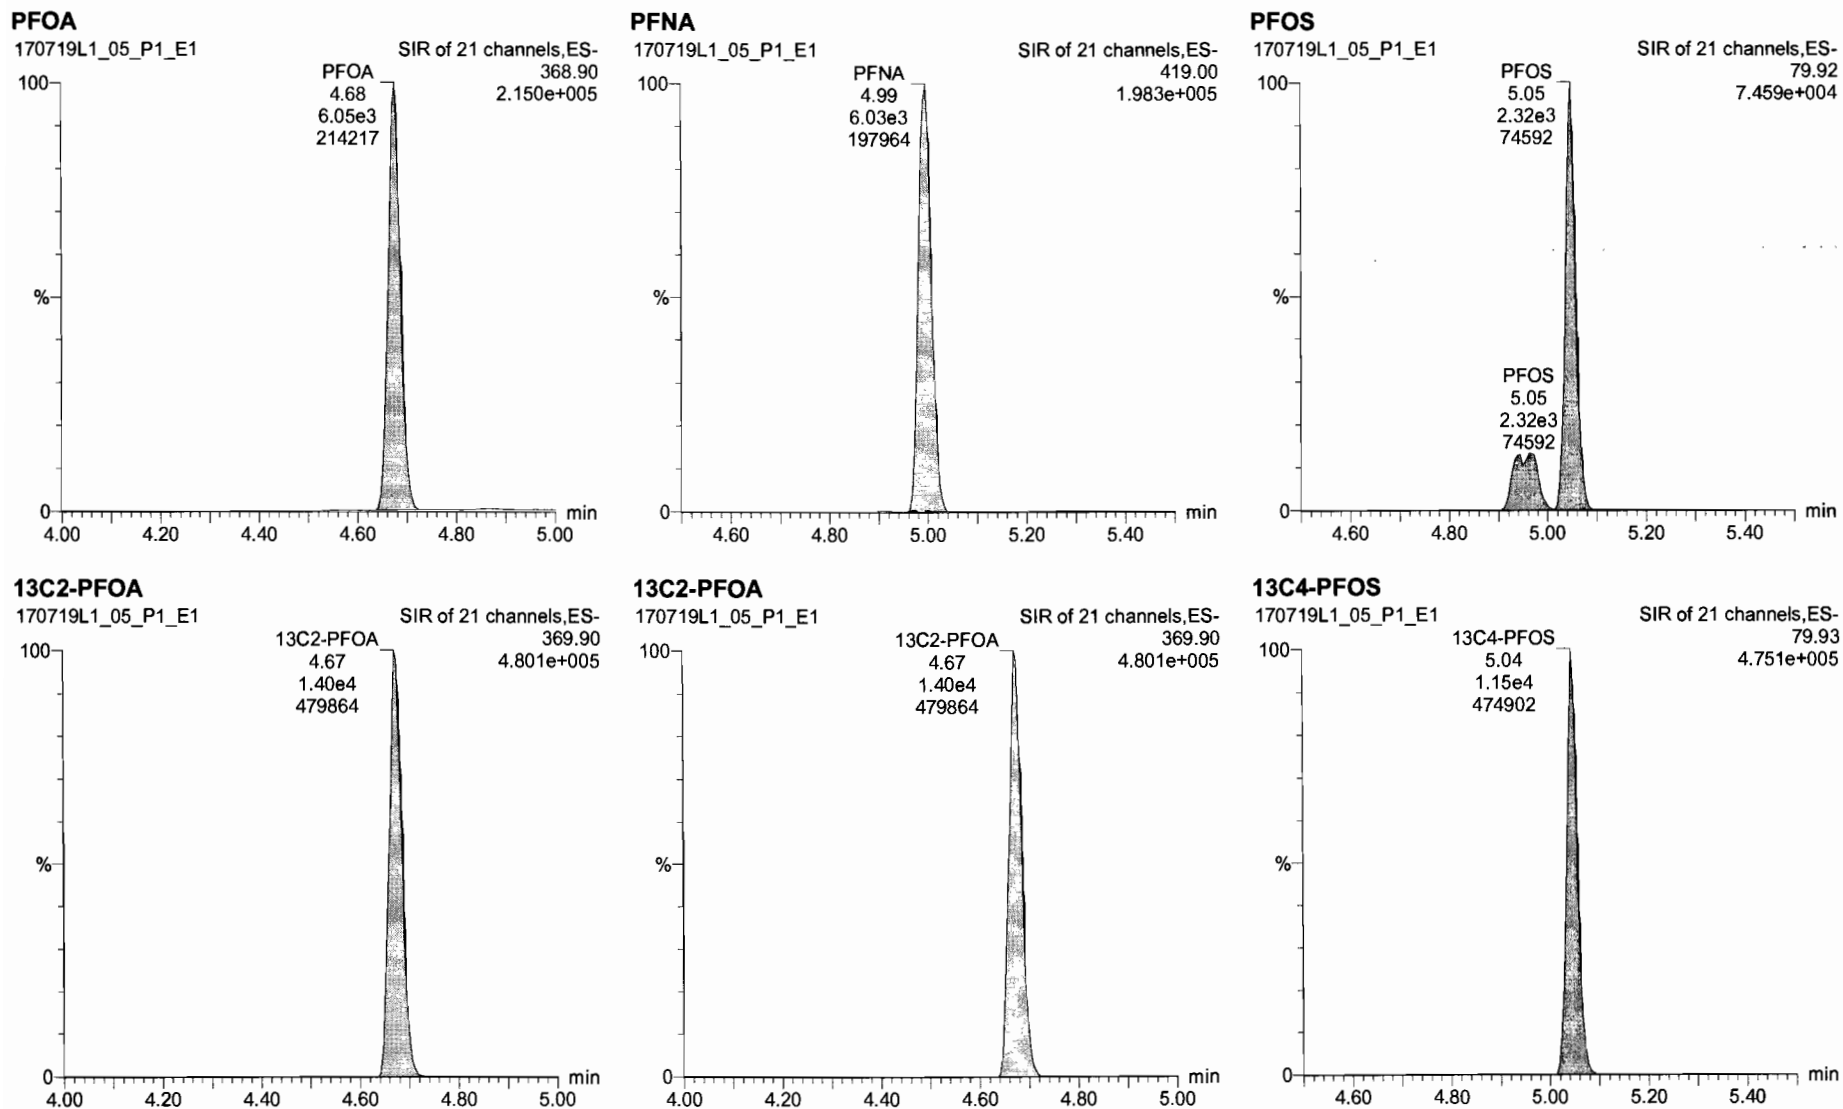 PFOA
170719L1_05_P1_E1
SIR of 21 channels,ES-
368.90
2.150e+005
PFOA
4.68
6.05e3
214217
100
%
0
4.00 4.20 4.40 4.60 4.80 5.00
min
PFNA
170719L1_05_P1_E1
SIR of 21 channels,ES-
419.00
1.983e+005
PFNA
4.99
6.03e3
197964
100
%
0
4.60 4.80 5.00 5.20 5.40
min
PFOS
170719L1_05_P1_E1
SIR of 21 channels,ES-
79.92
7.459e+004
PFOS
5.05
2.32e3
74592
PFOS
5.05
2.32e3
74592
100
%
0
4.60 4.80 5.00 5.20 5.40
min
13C2-PFOA
170719L1_05_P1_E1
SIR of 21 channels,ES-
369.90
4.801e+005
13C2-PFOA
4.67
1.40e4
479864
100
%
0
4.00 4.20 4.40 4.60 4.80 5.00
min
13C2-PFOA
170719L1_05_P1_E1
SIR of 21 channels,ES-
369.90
4.801e+005
13C2-PFOA
4.67
1.40e4
479864
100
%
0
4.00 4.20 4.40 4.60 4.80 5.00
min
13C4-PFOS
170719L1_05_P1_E1
SIR of 21 channels,ES-
79.93
4.751e+005
13C4-PFOS
5.04
1.15e4
474902
100
%
0
4.60 4.80 5.00 5.20 5.40
min